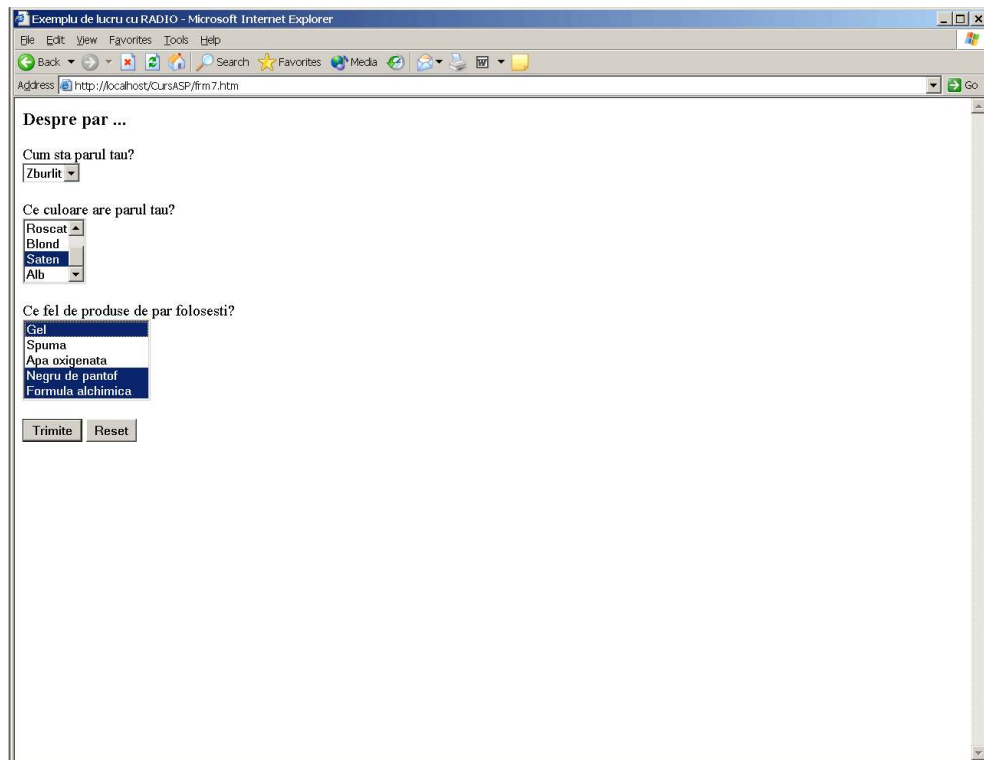 Exemplu de lucru cu RADIO - Microsoft Internet Explorer
File Edit View Favorites Tools Help
Back Search Favorites Media
Address http://localhost/CursASP/frm7.htm Go
Despre par ...
Cum sta parul tau?
Zburlit
Ce culoare are parul tau?
Roscat
Blond
Saten
Alb
Ce fel de produse de par folosesti?
Gel
Spuma
Apa oxigenata
Negru de pantof
Formula alchimica
Trimite Reset